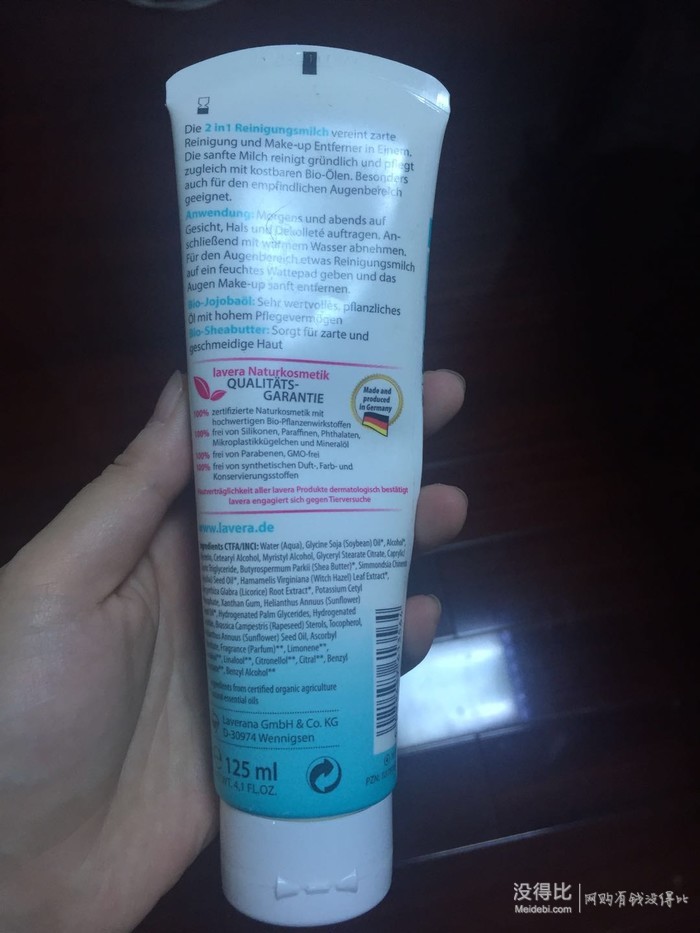 Die 2 in1 Reinigungsmilch vereint zarte
Reinigung und Make-up Entferner in Einem.
Die sanfte Milch reinigt gründlich und pflegt
zugleich mit kostbaren Bio-Ölen. Besonders
auch für den empfindlichen Augenbereich
geeignet.
Anwendung: Morgens und abends auf
Gesicht, Hals und Dekolleté auftragen. An-
schließend mit warmem Wasser abnehmen.
Für den Augenbereich etwas Reinigungsmilch
auf ein feuchtes Wattepad geben und das
Augen Make-up sanft entfernen.
Bio-Jojobaöl: Sehr wertvolles, pflanzliches
Öl mit hohem Pflegevermögen
Bio-Sheabutter: Sorgt für zarte und
geschmeidige Haut
lavera Naturkosmetik
QUALITÄTS-
GARANTIE
Made and
produced
in Germany
100% zertifizierte Naturkosmetik mit
hochwertigen Bio-Pflanzenwirkstoffen
100% frei von Silikonen, Paraffinen, Phthalaten,
Mikroplastikkügelchen und Mineralöl
100% frei von Parabenen, GMO-frei
100% frei von synthetischen Duft-, Farb- und
Konservierungsstoffen
Hautverträglichkeit aller lavera Produkte dermatologisch bestätigt
lavera engagiert sich gegen Tierversuche
www.lavera.de
Ingredients CTFA/INCI: Water (Aqua), Glycine Soja (Soybean) Oil*, Alcohol*,
Cetearyl Alcohol, Myristyl Alcohol, Glyceryl Stearate Citrate, Caprylic/
Triglyceride, Butyrospermum Parkii (Shea Butter)*, Simmondsia Chinensis
Seed Oil*, Hamamelis Virginiana (Witch Hazel) Leaf Extract*,
Glabra (Licorice) Root Extract*, Potassium Cetyl
Xanthan Gum, Helianthus Annuus (Sunflower)
Hydrogenated Palm Glycerides, Hydrogenated
Brassica Campestris (Rapeseed) Sterols, Tocopherol,
Annuus (Sunflower) Seed Oil, Ascorbyl
Fragrance (Parfum)**, Limonene**,
Linalool**, Citronellol**, Citral**, Benzyl
Benzyl Alcohol**
from certified organic agriculture
essential oils
Laverana GmbH & Co. KG
D-30974 Wennigsen
125 ml
4,1 FL.OZ.
PZN
没得比
Meidebi.com
网购有钱没得比